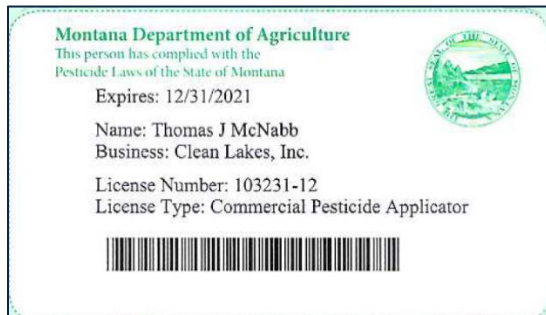 Montana Department of Agriculture
This person has complied with the
Pesticide Laws of the State of Montana
Expires: 12/31/2021
Name: Thomas J McNabb
Business: Clean Lakes, Inc.
License Number: 103231-12
License Type: Commercial Pesticide Applicator